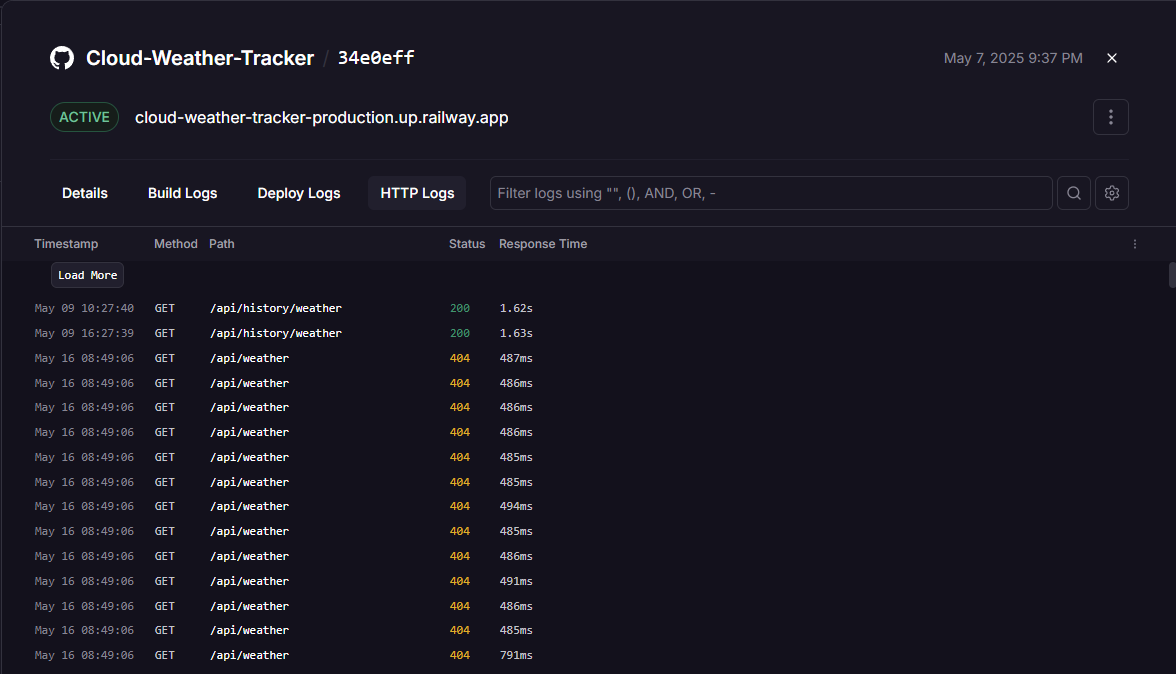 Cloud-Weather-Tracker / 34e0eff May 7, 2025 9:37 PM
ACTIVE cloud-weather-tracker-production.up.railway.app
Details Build Logs Deploy Logs HTTP Logs Filter logs using "", (), AND, OR, -
Timestamp Method Path Status Response Time
Load More
May 09 10:27:40 GET /api/history/weather 200 1.62s
May 09 16:27:39 GET /api/history/weather 200 1.63s
May 16 08:49:06 GET /api/weather 404 487ms
May 16 08:49:06 GET /api/weather 404 486ms
May 16 08:49:06 GET /api/weather 404 486ms
May 16 08:49:06 GET /api/weather 404 486ms
May 16 08:49:06 GET /api/weather 404 485ms
May 16 08:49:06 GET /api/weather 404 485ms
May 16 08:49:06 GET /api/weather 404 494ms
May 16 08:49:06 GET /api/weather 404 485ms
May 16 08:49:06 GET /api/weather 404 486ms
May 16 08:49:06 GET /api/weather 404 491ms
May 16 08:49:06 GET /api/weather 404 486ms
May 16 08:49:06 GET /api/weather 404 485ms
May 16 08:49:06 GET /api/weather 404 791ms